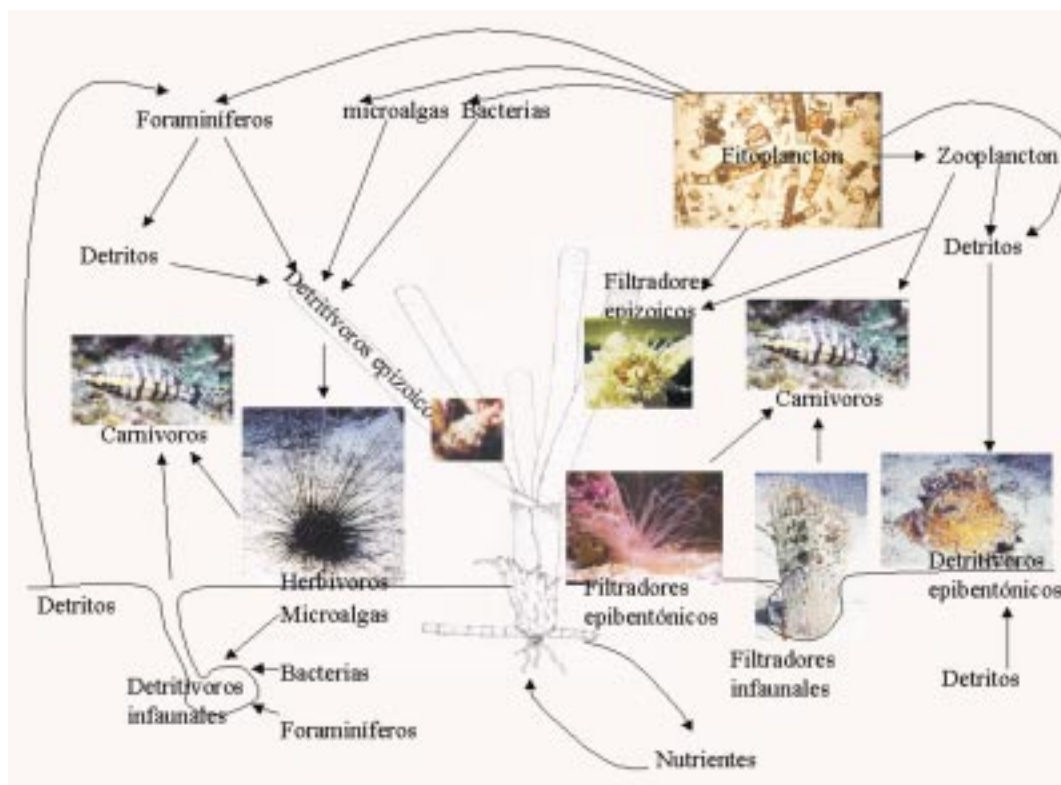 Foraminíferos
microalgas
Bacterias
Fitoplancton
Zooplancton
Detritos
Detritos
Detritívoros epizoico
Filtradores
epizoicos
Carnívoros
Carnívoros
Herbívoros
Filtradores
epibentónicos
Detritívoros
epibentónicos
Detritos
Microalgas
Filtradores
infaunales
Bacterias
Detritívoros
infaunales
Detritos
Foraminíferos
Nutrientes